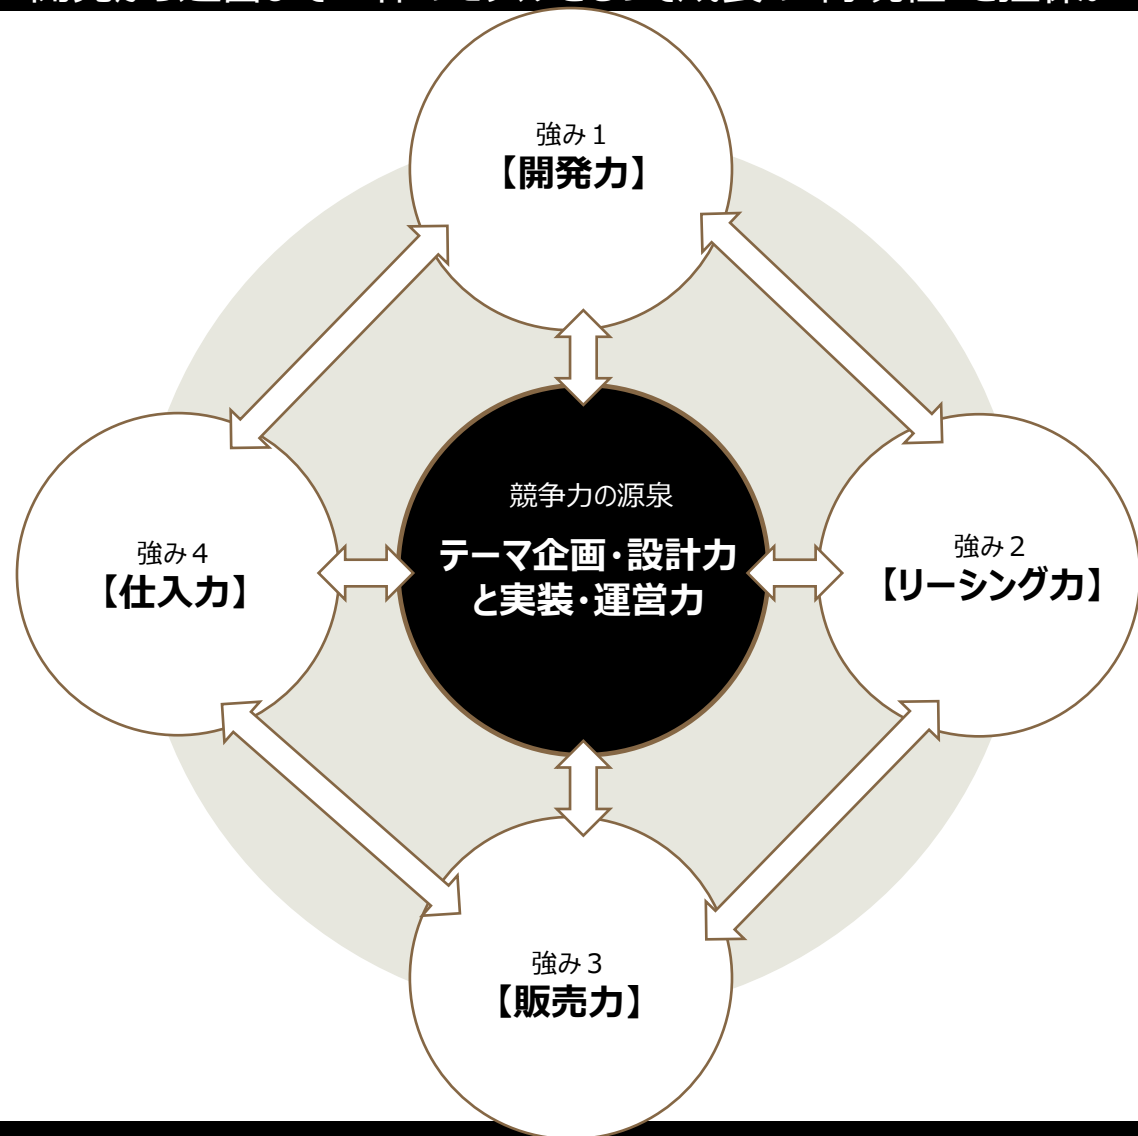 強み１
【開発力】
競争力の源泉
テーマ企画・設計力
と実装・運営力
強み４
【仕入力】
強み２
【リーシング力】
強み３
【販売力】